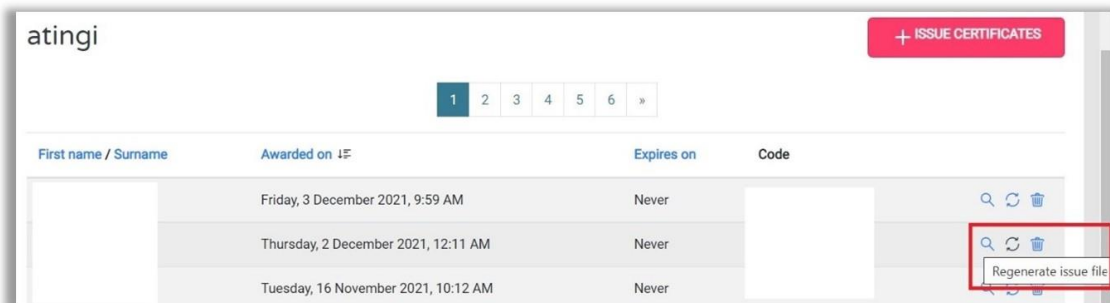 atingi
+ ISSUE CERTIFICATES
1 2 3 4 5 6 »
First name / Surname Awarded on Expires on Code
Friday, 3 December 2021, 9:59 AM Never
Thursday, 2 December 2021, 12:11 AM Never
Regenerate issue file
Tuesday, 16 November 2021, 10:12 AM Never